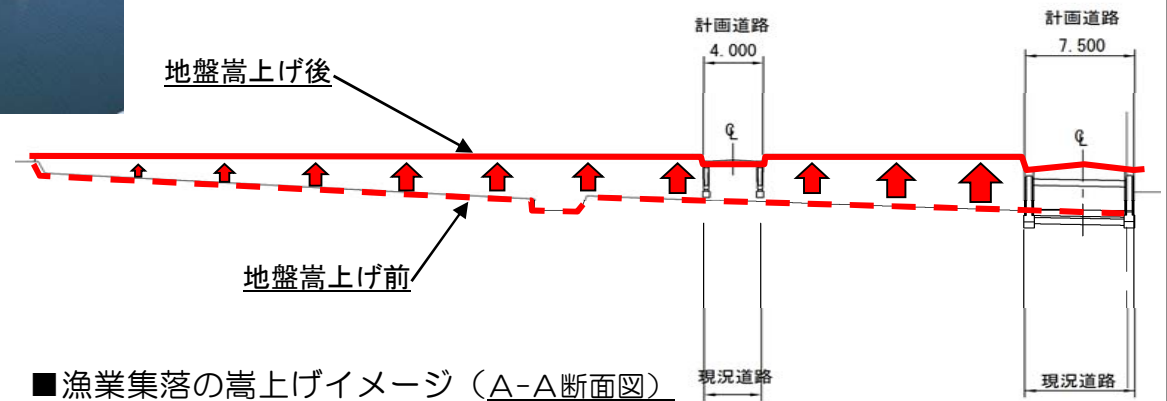 計画道路
4.000
計画道路
7.500
地盤嵩上げ後
℄
℄
地盤嵩上げ前
■漁業集落の嵩上げイメージ（A-A断面図）
現況道路
現況道路